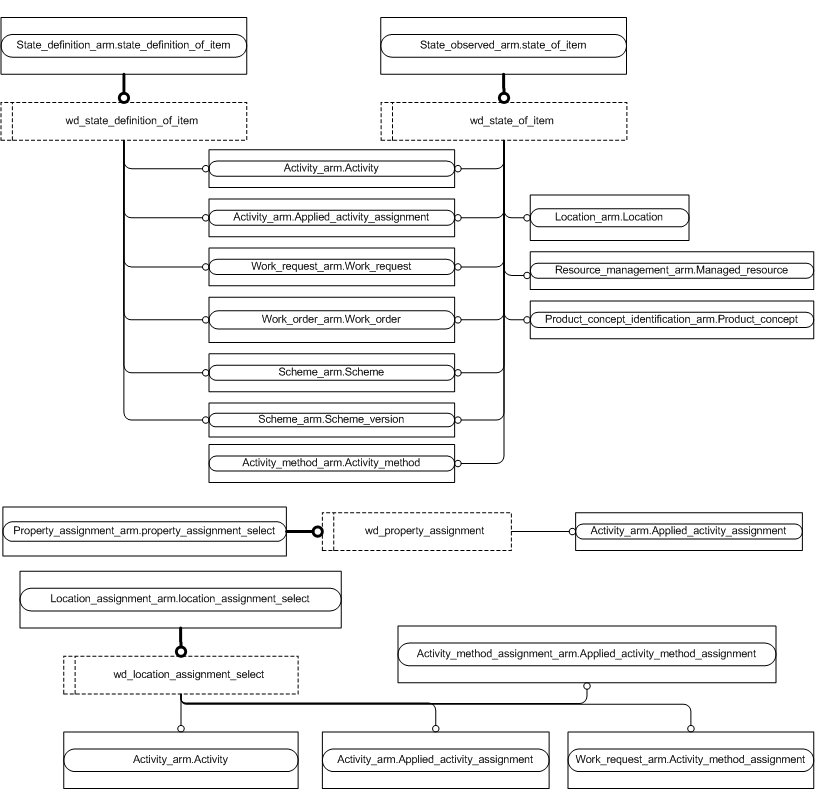 State_definition_arm.state_definition_of_item
State_observed_arm.state_of_item
wd_state_definition_of_item
wd_state_of_item
Activity_arm.Activity
Activity_arm.Applied_activity_assignment
Location_arm.Location
Work_request_arm.Work_request
Resource_management_arm.Managed_resource
Work_order_arm.Work_order
Product_concept_identification_arm.Product_concept
Scheme_arm.Scheme
Scheme_arm.Scheme_version
Activity_method_arm.Activity_method
Property_assignment_arm.property_assignment_select
wd_property_assignment
Activity_arm.Applied_activity_assignment
Location_assignment_arm.location_assignment_select
Activity_method_assignment_arm.Applied_activity_method_assignment
wd_location_assignment_select
Activity_arm.Activity
Activity_arm.Applied_activity_assignment
Work_request_arm.Activity_method_assignment